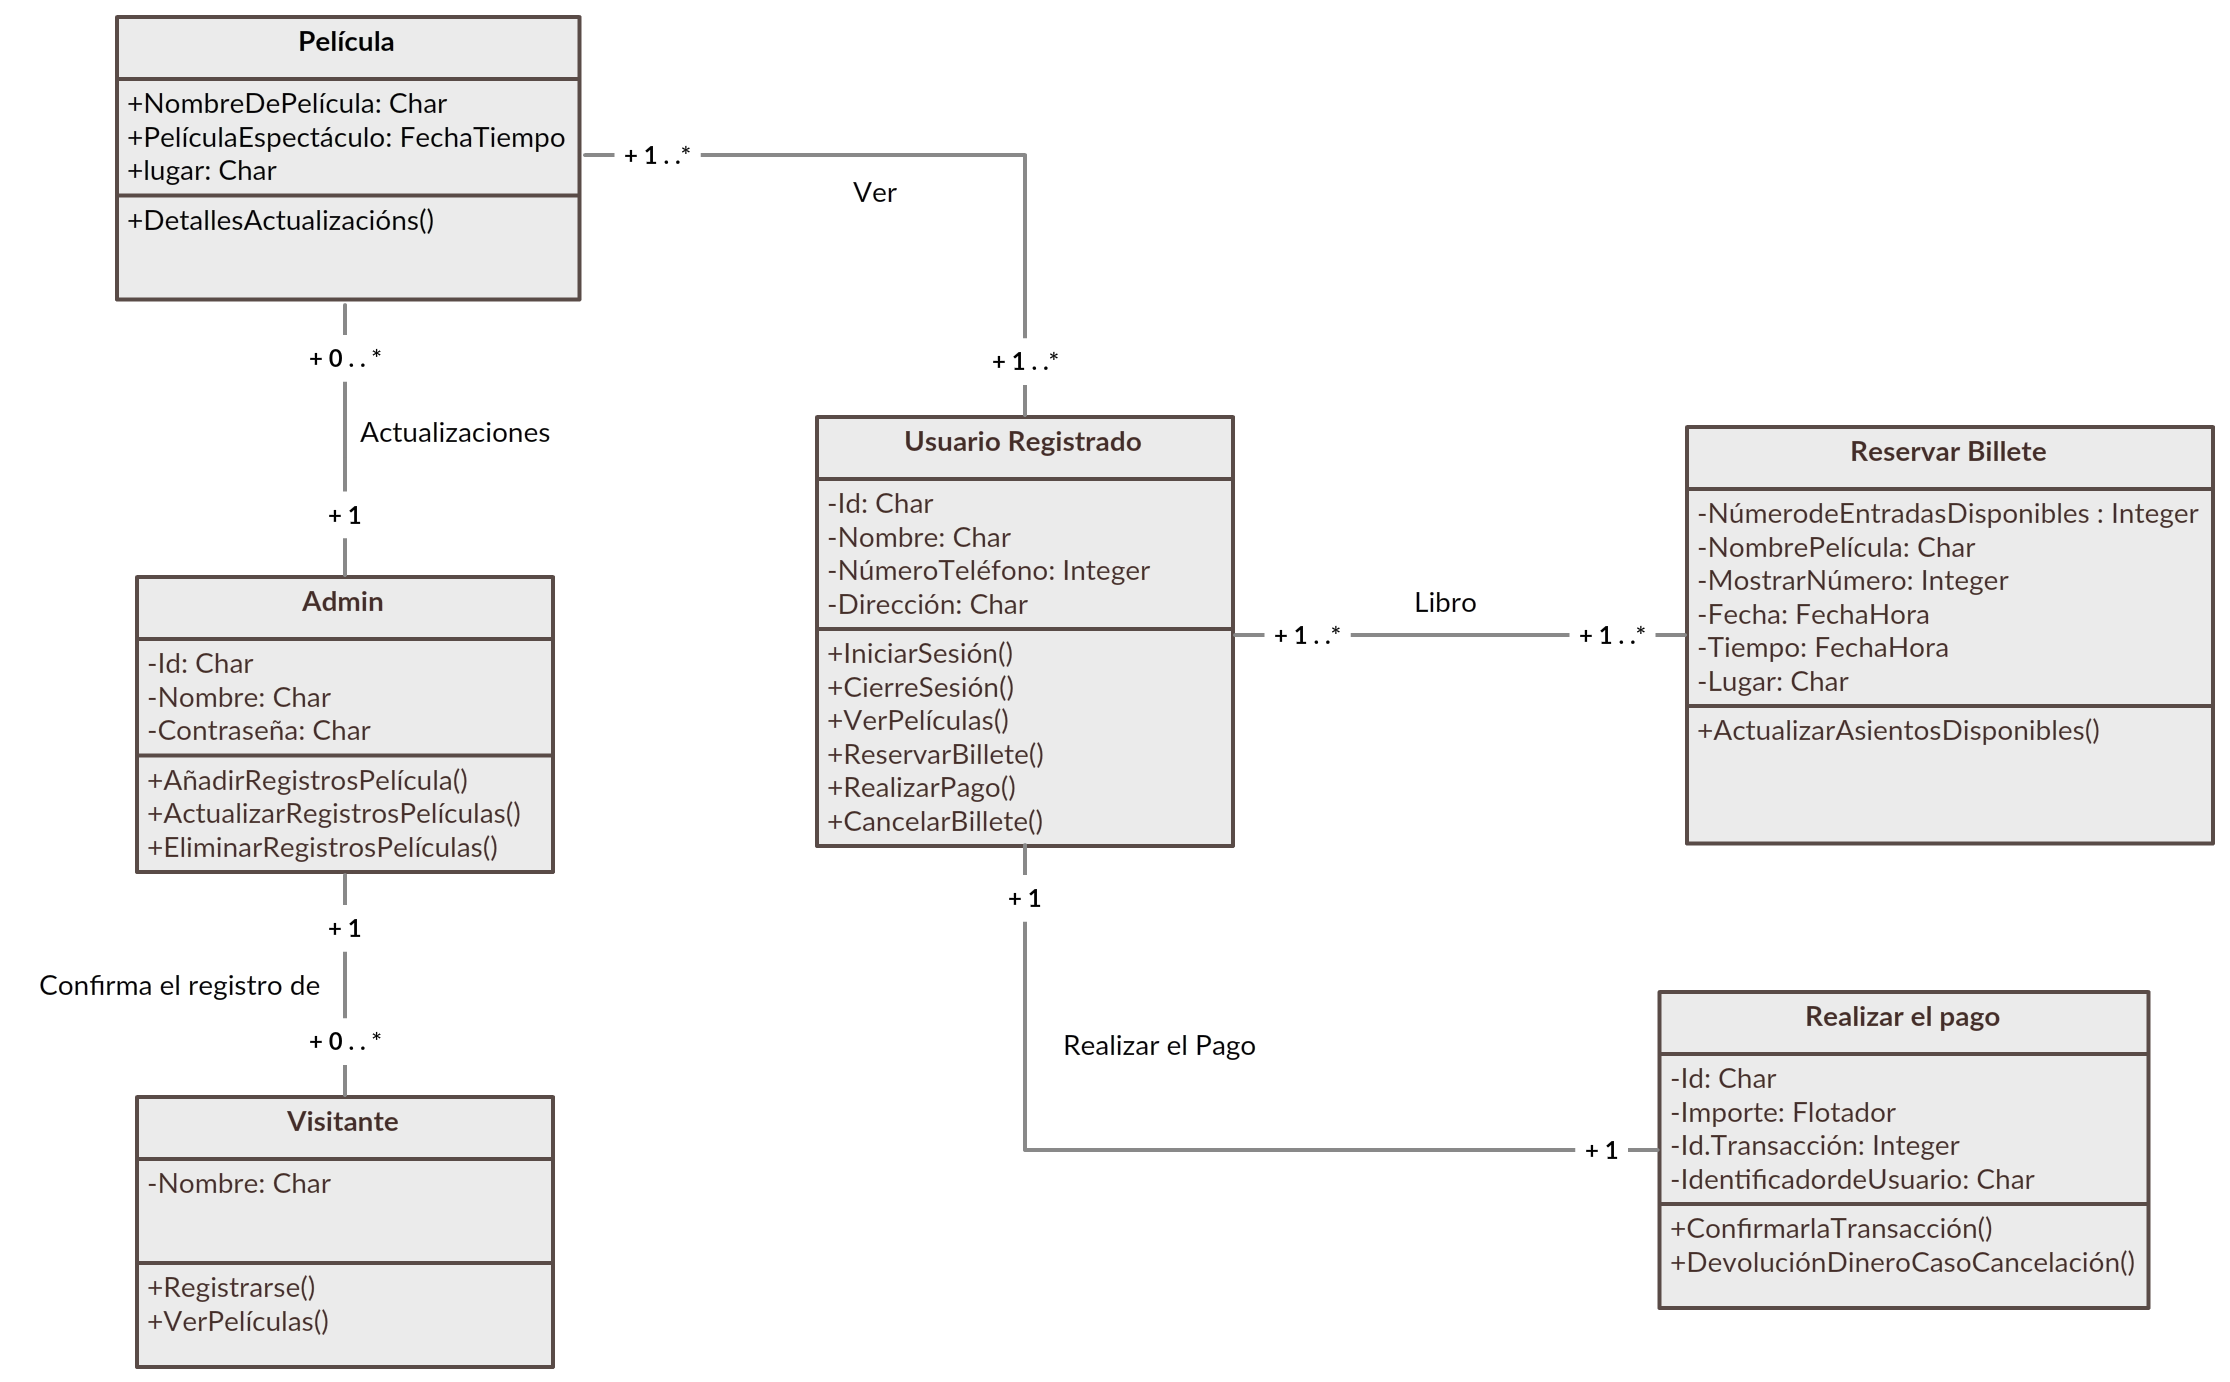 Película
+NombreDePelícula: Char
+PelículaEspectáculo: FechaTiempo
+lugar: Char
+DetallesActualizacións()
+ 1 . .*
Ver
+ 1 . .*
+ 0 . . *
Actualizaciones
+ 1
Admin
-Id: Char
-Nombre: Char
-Contraseña: Char
+AñadirRegistrosPelícula()
+ActualizarRegistrosPelículas()
+EliminarRegistrosPelículas()
+ 1
Confirma el registro de
+ 0 . . *
Visitante
-Nombre: Char
+Registrarse()
+VerPelículas()
Usuario Registrado
-Id: Char
-Nombre: Char
-NúmeroTeléfono: Integer
-Dirección: Char
+IniciarSesión()
+CierreSesión()
+VerPelículas()
+ReservarBillete()
+RealizarPago()
+CancelarBillete()
+ 1 . .*
Libro
+ 1 . .*
Reservar Billete
-NúmerodeEntradasDisponibles : Integer
-NombrePelícula: Char
-MostrarNúmero: Integer
-Fecha: FechaHora
-Tiempo: FechaHora
-Lugar: Char
+ActualizarAsientosDisponibles()
+ 1
Realizar el Pago
+ 1
Realizar el pago
-Id: Char
-Importe: Flotador
-Id.Transacción: Integer
-IdentificadordeUsuario: Char
+ConfirmarlaTransacción()
+DevoluciónDineroCasoCancelación()